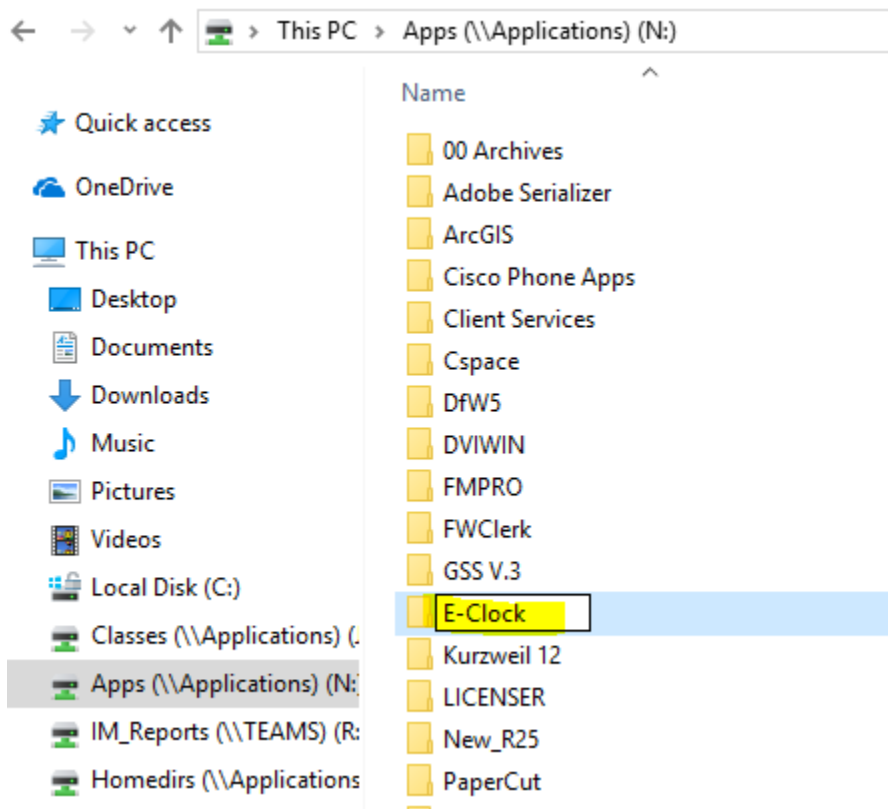 This PC > Apps (\\Applications) (N:)
Name
Quick access
OneDrive
This PC
Desktop
Documents
Downloads
Music
Pictures
Videos
Local Disk (C:)
Classes (\\Applications) (.
Apps (\\Applications) (N:
IM_Reports (\\TEAMS) (R:
Homedirs (\\Applications
00 Archives
Adobe Serializer
ArcGIS
Cisco Phone Apps
Client Services
Cspace
DfW5
DVIWIN
FMPRO
FWClerk
GSS V.3
E-Clock
Kurzweil 12
LICENSER
New_R25
PaperCut